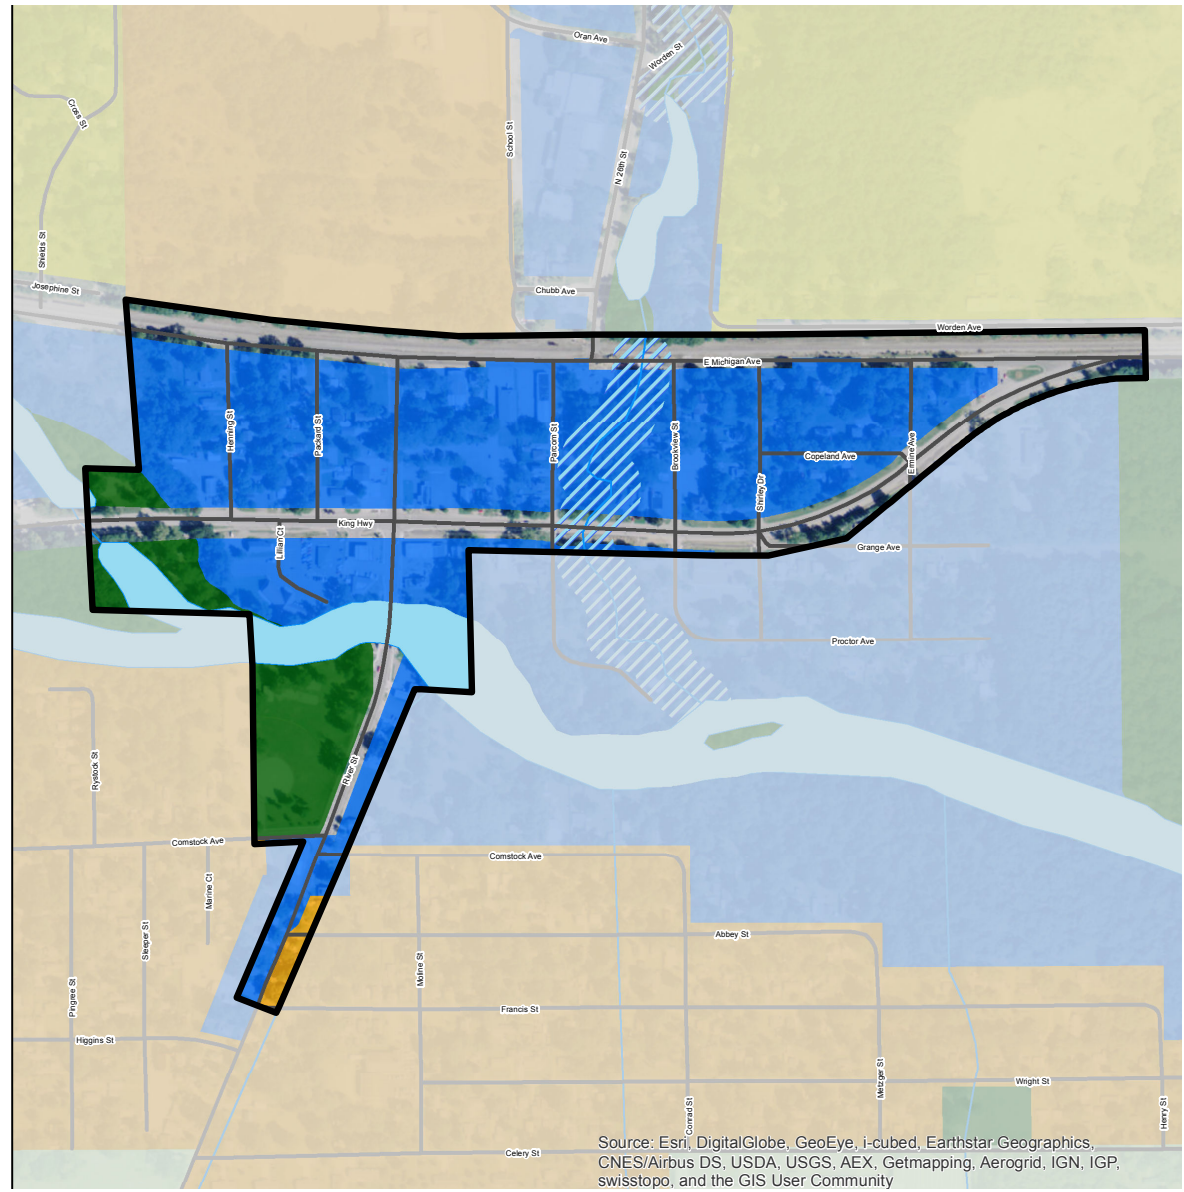 Oran Ave
Worden St
Cross St
School St
N 26th St
Shields St
Josephine St
Chubb Ave
Worden Ave
E Michigan Ave
Henning St
Packard St
Parcom St
Brookview St
Shirley Dr
Copeland Ave
Ermine Ave
King Hwy
Lillian Ct
Grange Ave
Proctor Ave
Rystock St
River St
Comstock Ave
Comstock Ave
Marine Ct
Sleeper St
Pingree St
Moline St
Abbey St
Francis St
Higgins St
Metzger St
Wright St
Conrad St
Henry St
Celery St
Source: Esri, DigitalGlobe, GeoEye, i-cubed, Earthstar Geographics,
CNES/Airbus DS, USDA, USGS, AEX, Getmapping, Aerogrid, IGN, IGP,
swisstopo, and the GIS User Community